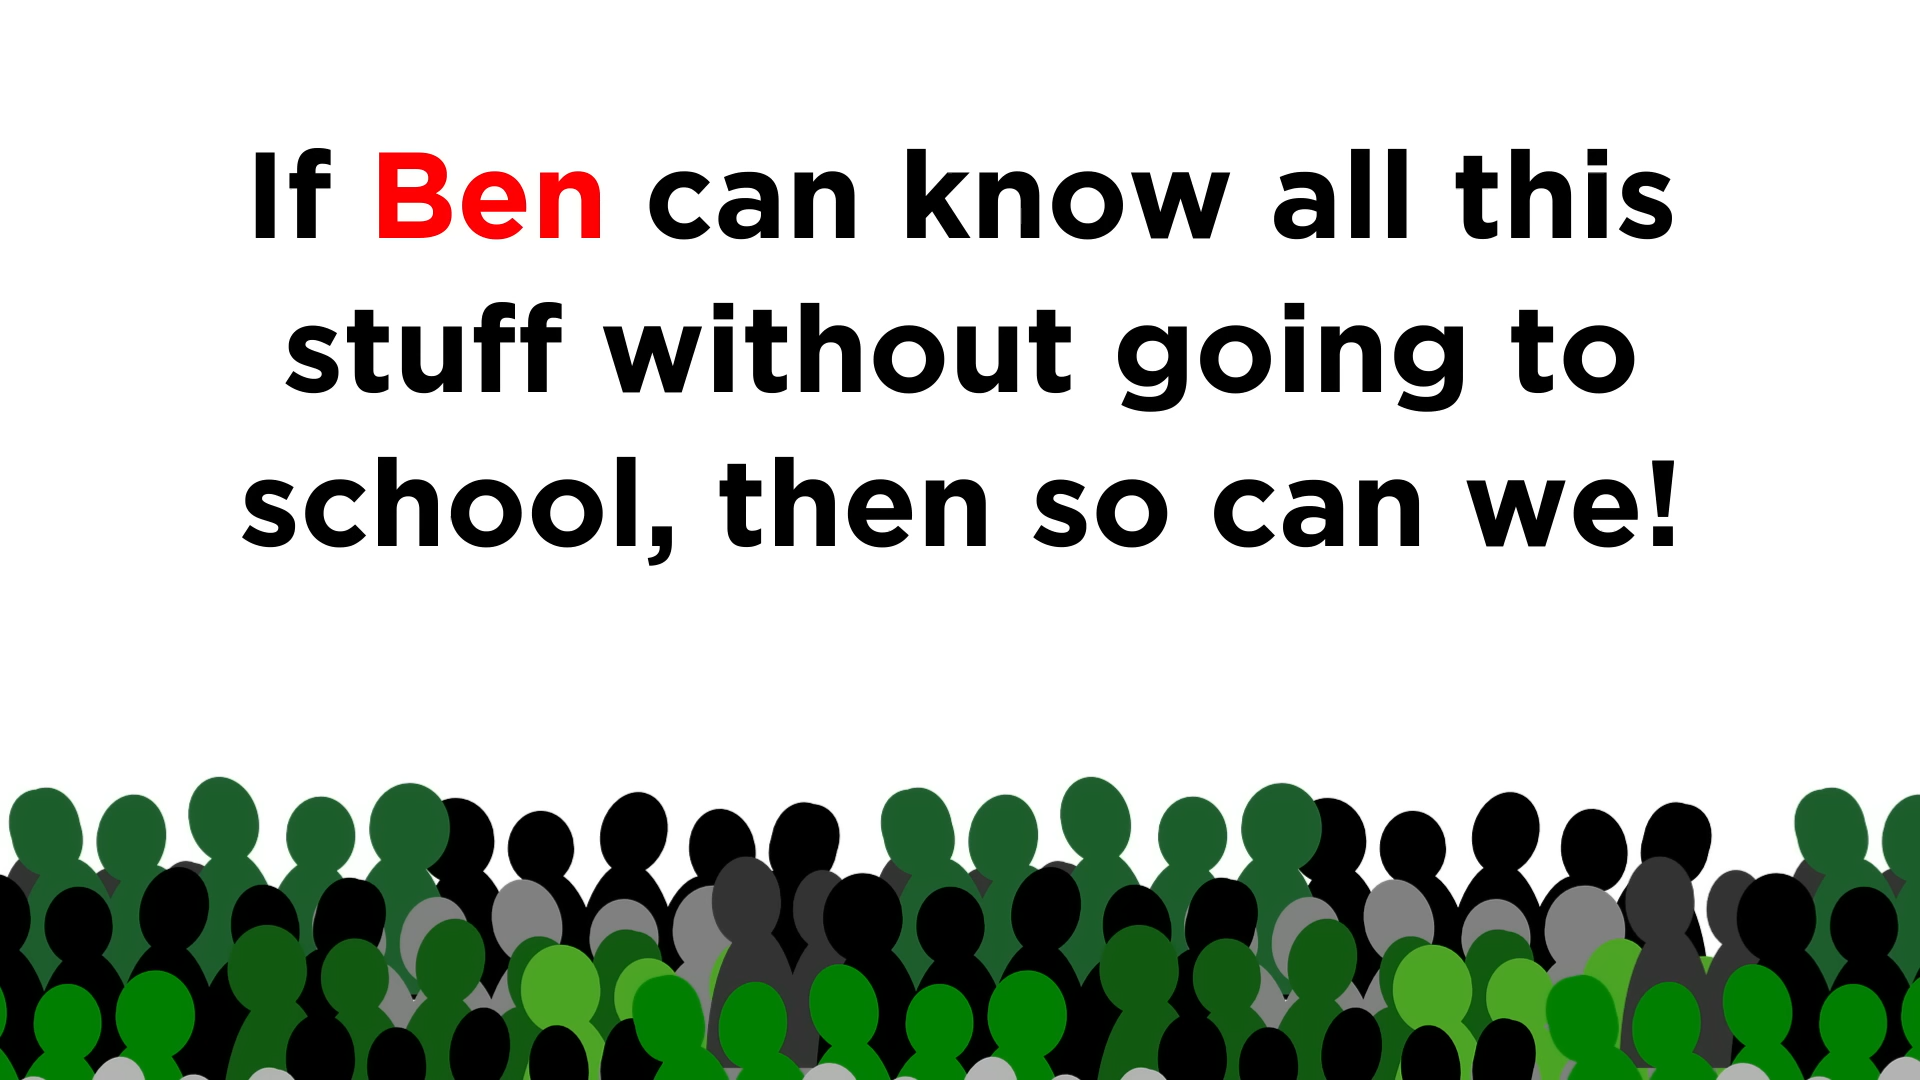 If Ben can know all this
stuff without going to
school, then so can we!